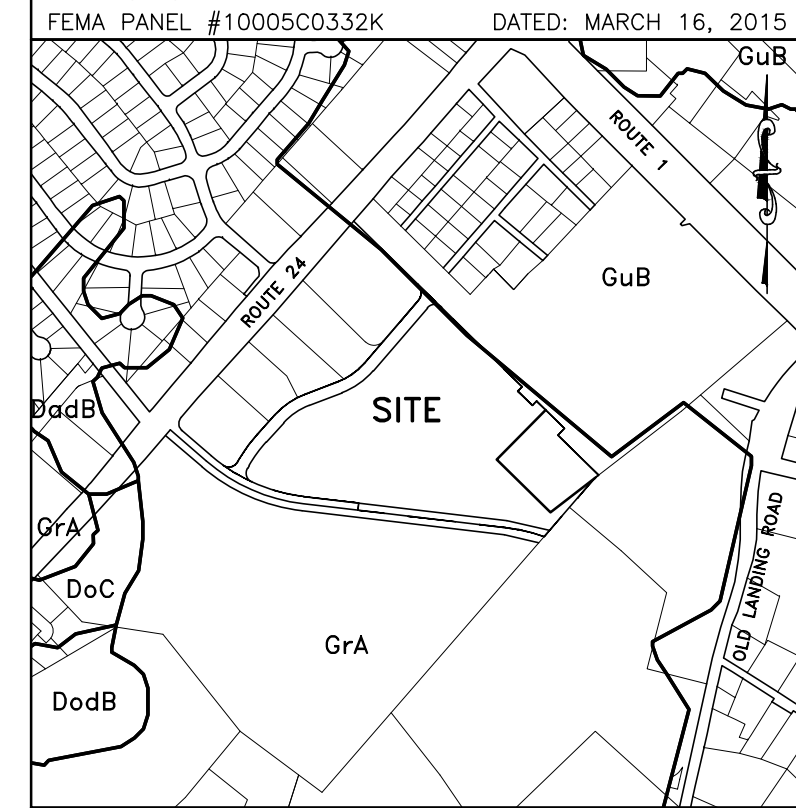 FEMA PANEL #10005C0332K DATED: MARCH 16, 2015
GuB
ROUTE 1
GuB
ROUTE 24
SITE
DadB
GrA
DoC
OLD LANDING ROAD
GrA
DodB